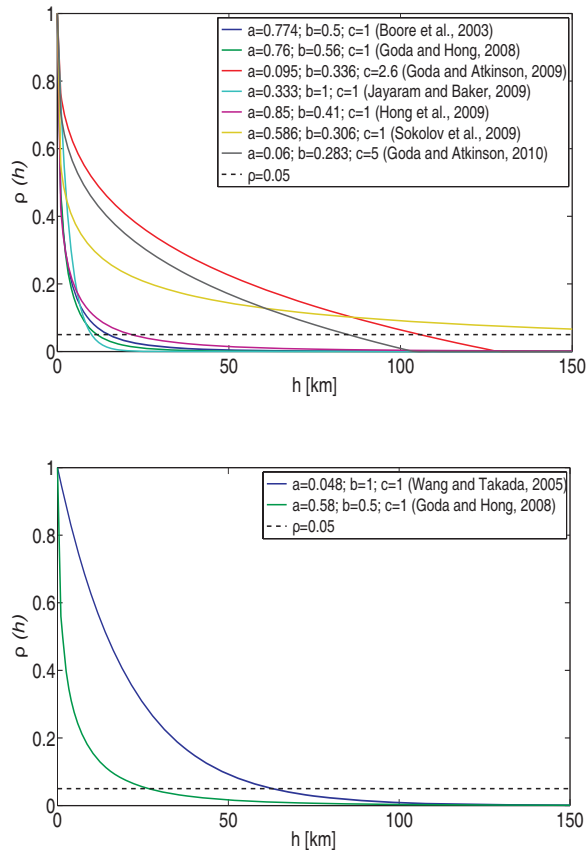 1
0.8
0.6
0.4
0.2
0
ρ (h)
a=0.774; b=0.5; c=1 (Boore et al., 2003)
a=0.76; b=0.56; c=1 (Goda and Hong, 2008)
a=0.095; b=0.336; c=2.6 (Goda and Atkinson, 2009)
a=0.333; b=1; c=1 (Jayaram and Baker, 2009)
a=0.85; b=0.41; c=1 (Hong et al., 2009)
a=0.586; b=0.306; c=1 (Sokolov et al., 2009)
a=0.06; b=0.283; c=5 (Goda and Atkinson, 2010)
ρ=0.05
0 50 100 150
h [km]
1
0.8
0.6
0.4
0.2
0
ρ (h)
a=0.048; b=1; c=1 (Wang and Takada, 2005)
a=0.58; b=0.5; c=1 (Goda and Hong, 2008)
ρ=0.05
0 50 100 150
h [km]